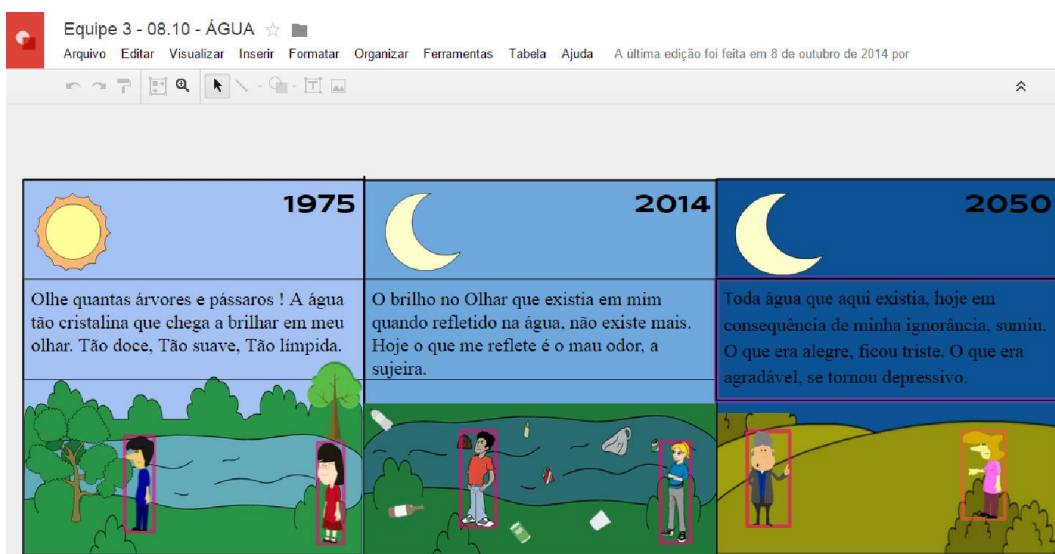 Equipe 3 - 08.10 - ÁGUA
Arquivo Editar Visualizar Inserir Formatar Organizar Ferramentas Tabela Ajuda A última edição foi feita em 8 de outubro de 2014 por
1975
Olhe quantas árvores e pássaros ! A água
tão cristalina que chega a brilhar em meu
olhar. Tão doce, Tão suave, Tão límpida.
2014
O brilho no Olhar que existia em mim
quando refletido na água, não existe mais.
Hoje o que me reflete é o mau odor, a
sujeira.
2050
Toda água que aqui existia, hoje em
consequência de minha ignorância, sumiu.
O que era alegre, ficou triste. O que era
agradável, se tornou depressivo.